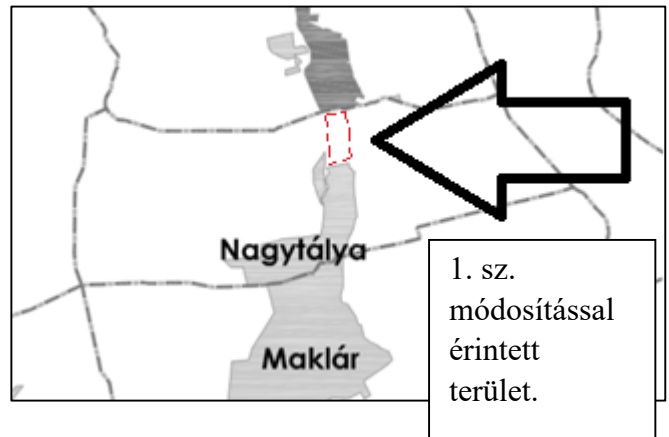 Nagytálya
Maklár
1. sz.
módosítással
érintett
terület.